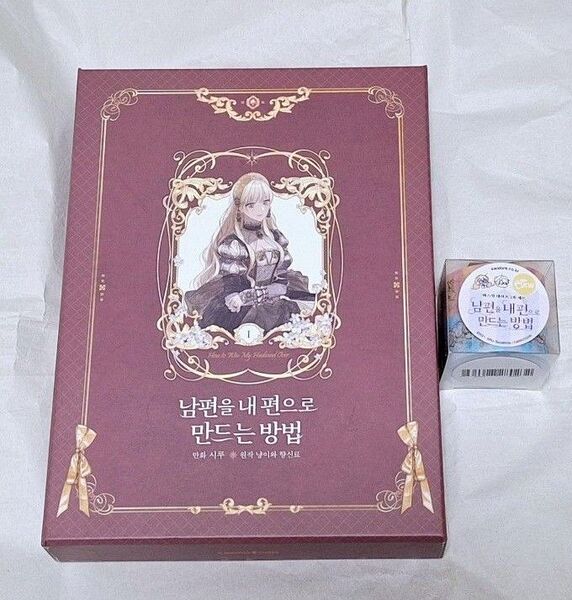 I
How to Win My Husband Over
남편을 내 편으로
만드는 방법
만화 시루 ※ 원작 냥이와 향신료
남편을 내 편으로
만드는 방법